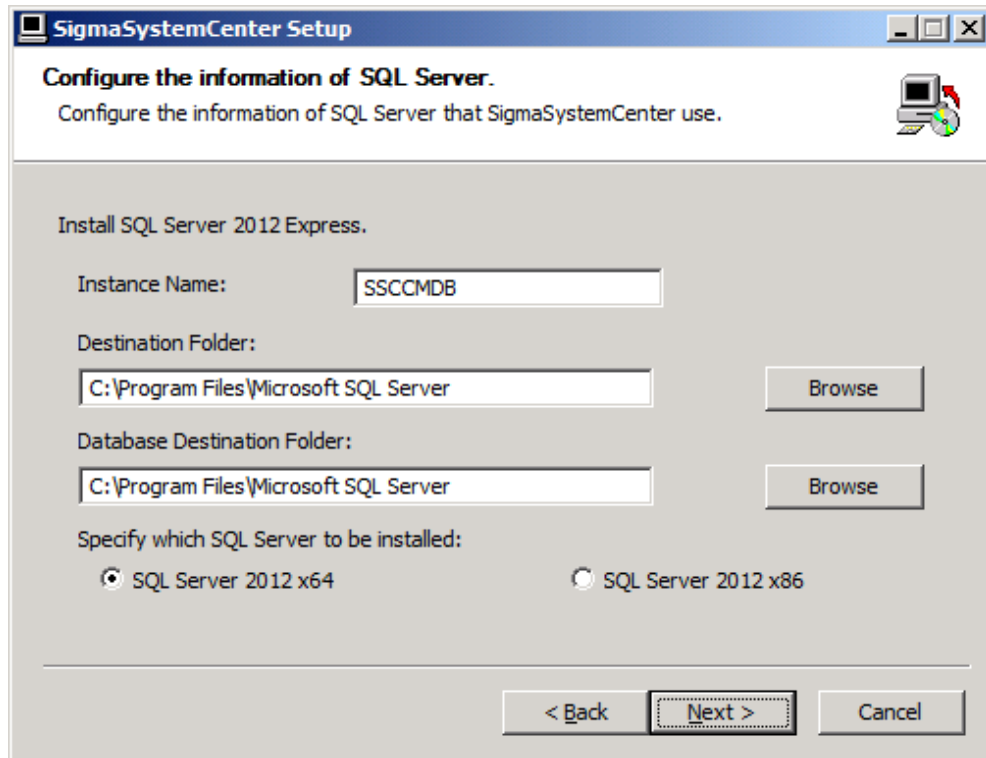 SigmaSystemCenter Setup
Configure the information of SQL Server.
Configure the information of SQL Server that SigmaSystemCenter use.
Install SQL Server 2012 Express.
Instance Name:
SSCCMDB
Destination Folder:
C:\Program Files\Microsoft SQL Server
Browse
Database Destination Folder:
C:\Program Files\Microsoft SQL Server
Browse
Specify which SQL Server to be installed:
SQL Server 2012 x64
SQL Server 2012 x86
< Back
Next >
Cancel